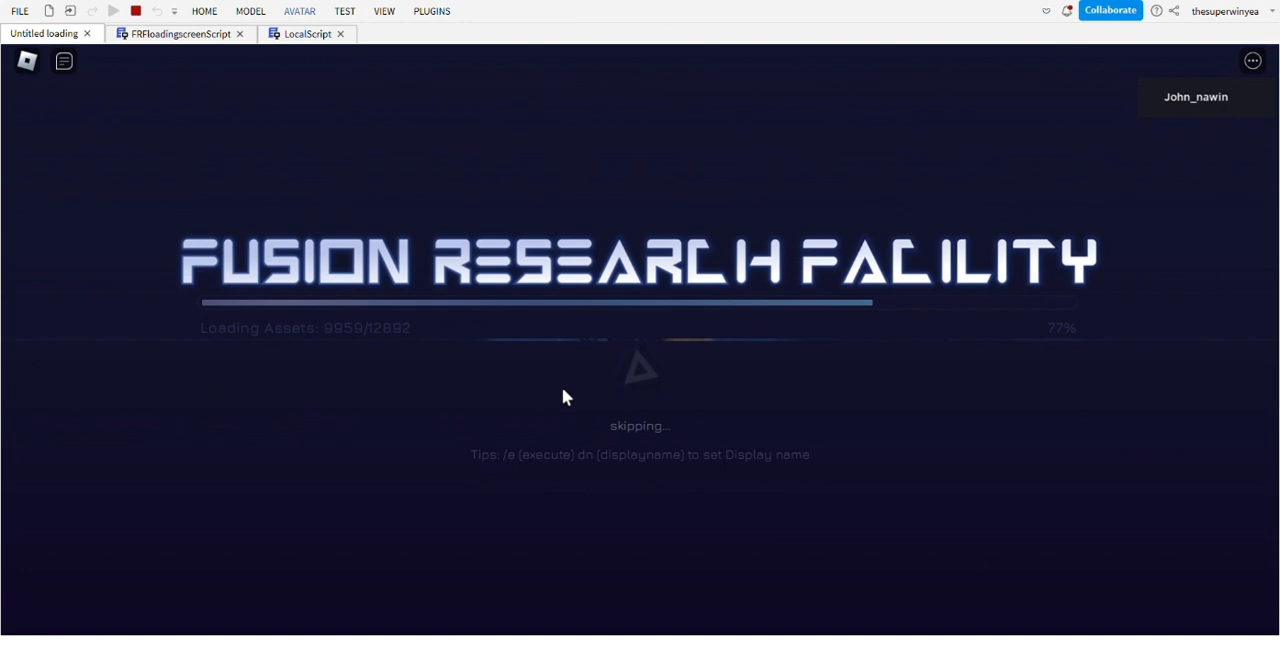 FILE HOME MODEL AVATAR TEST VIEW PLUGINS Collaborate thesuperwinyea
Untitled loading × FRFloadingscreenScript × LocalScript ×
John_nawin
FUSION RESEARCH FACILITY
Loading Assets: 9959/12892 77%
skipping...
Tips: /e [execute] dn [displayname] to set Display name